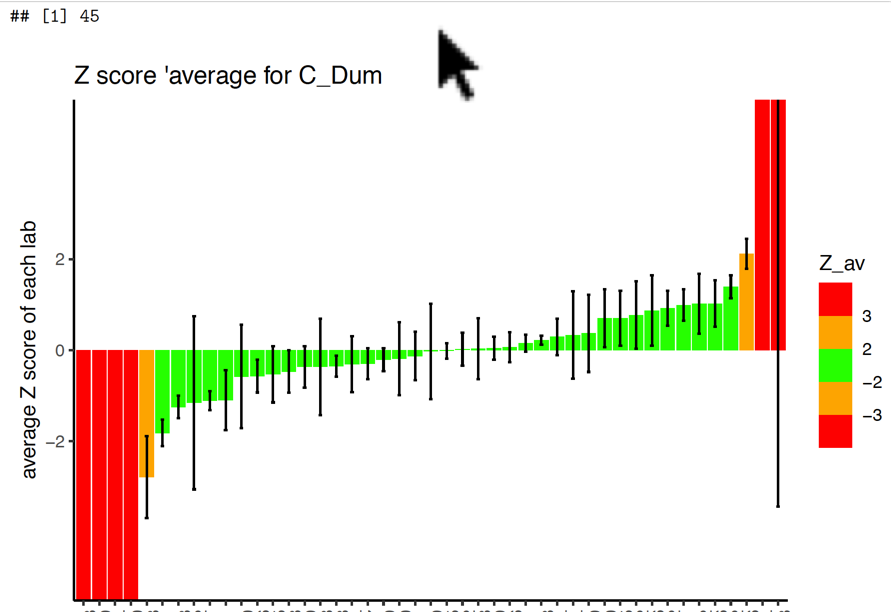 ## [1] 45
Z score 'average for C_Dum
average Z score of each lab
2
0
−2
Z_av
3
2
−2
−3